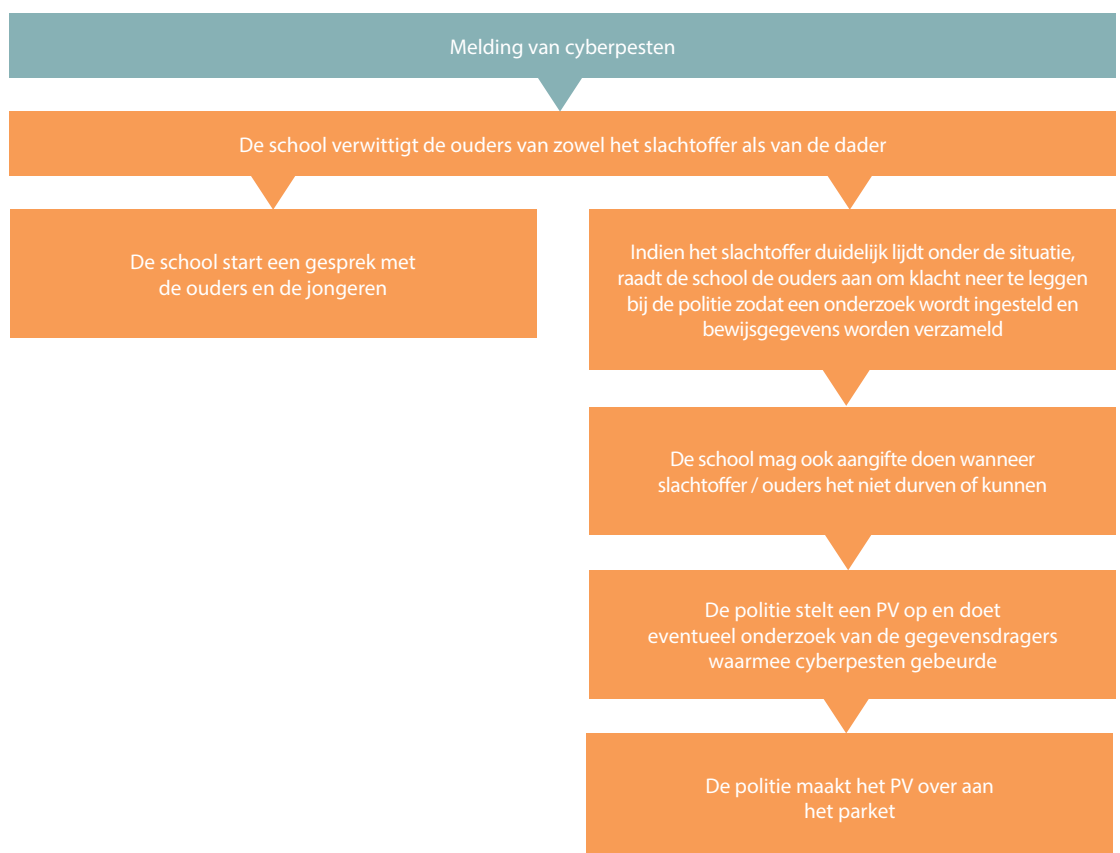 Melding van cyberpesten
De school verwittigt de ouders van zowel het slachtoffer als van de dader
De school start een gesprek met
de ouders en de jongeren
Indien het slachtoffer duidelijk lijdt onder de situatie,
raadt de school de ouders aan om klacht neer te leggen
bij de politie zodat een onderzoek wordt ingesteld en
bewijsgegevens worden verzameld
De school mag ook aangifte doen wanneer
slachtoffer / ouders het niet durven of kunnen
De politie stelt een PV op en doet
eventueel onderzoek van de gegevensdragers
waarmee cyberpesten gebeurde
De politie maakt het PV over aan
het parket